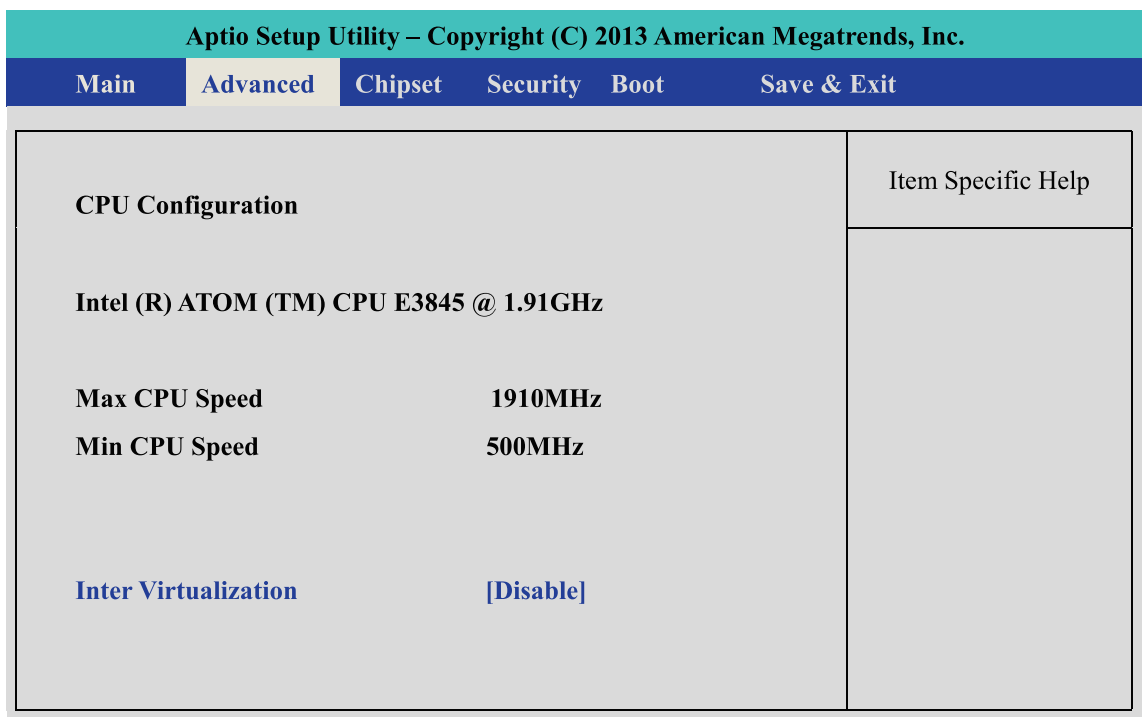 Aptio Setup Utility – Copyright (C) 2013 American Megatrends, Inc.
Main Advanced Chipset Security Boot Save & Exit
Item Specific Help
CPU Configuration
Intel (R) ATOM (TM) CPU E3845 @ 1.91GHz
Max CPU Speed 1910MHz
Min CPU Speed 500MHz
Inter Virtualization [Disable]